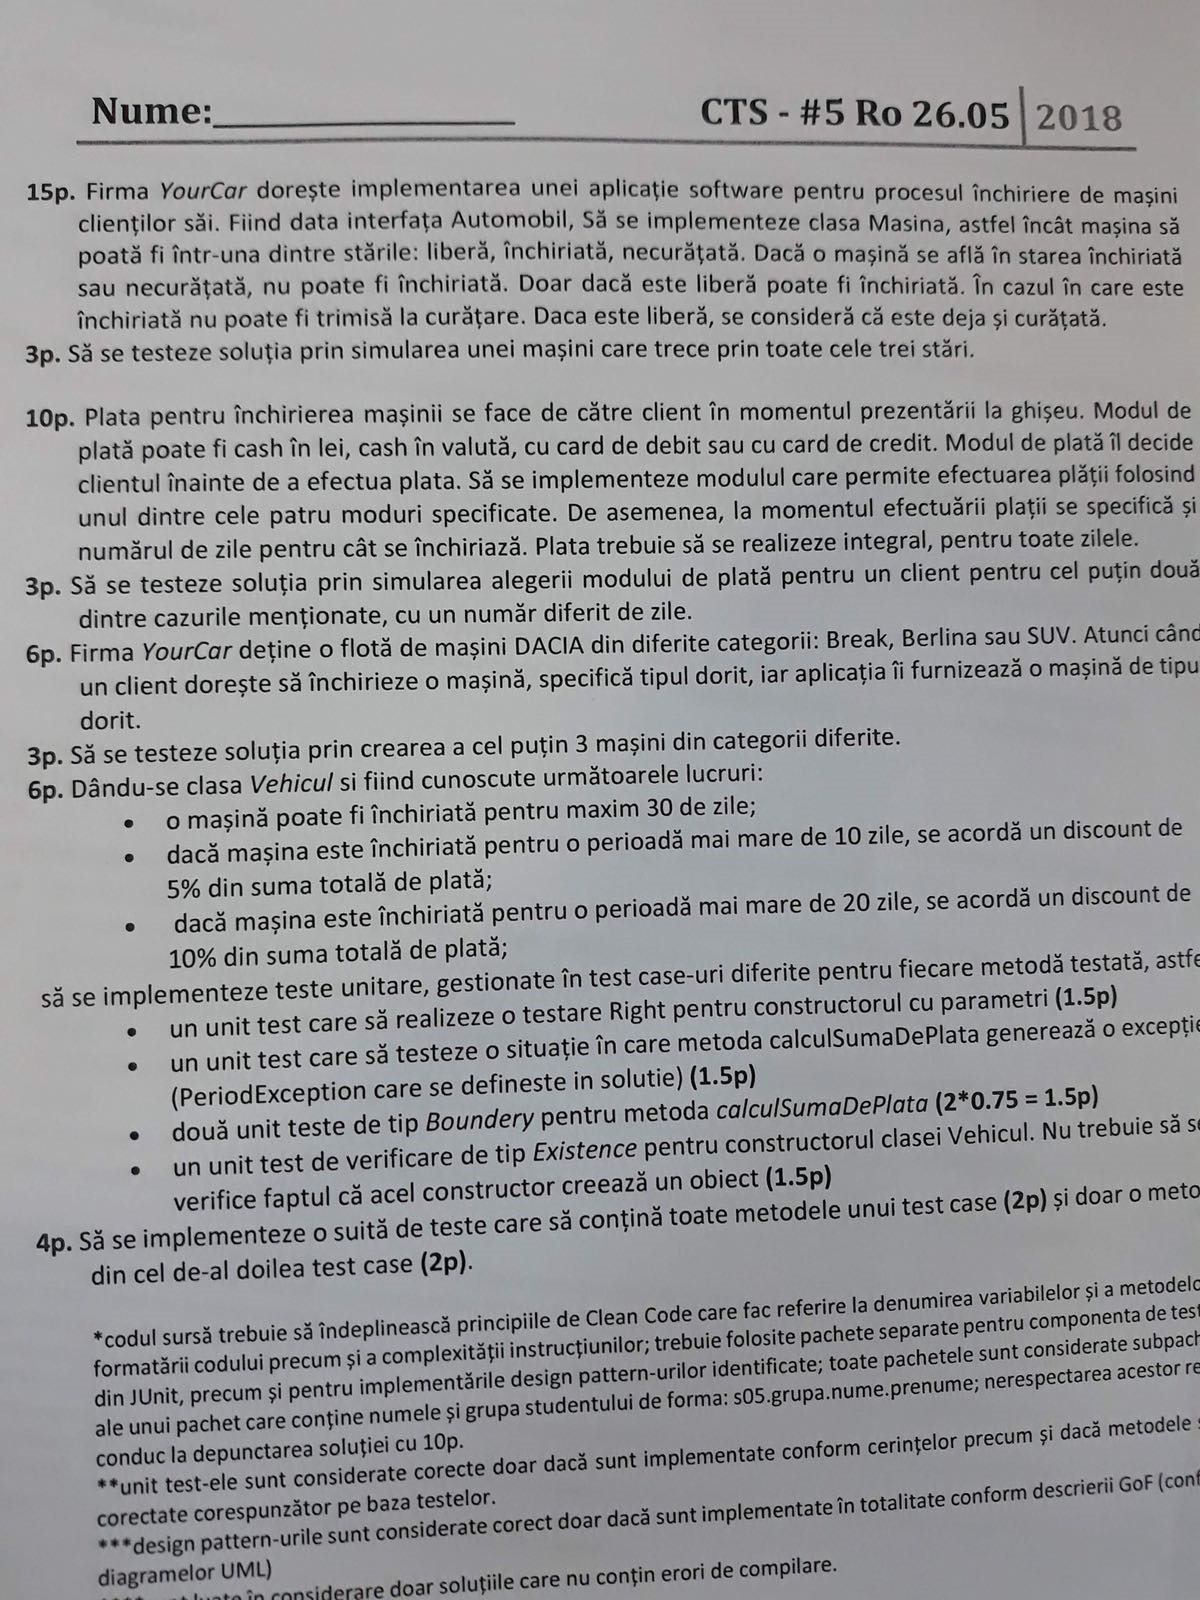 Nume:
CTS - #5 Ro 26.05 | 2018
15p. Firma YourCar dorește implementarea unei aplicație software pentru procesul închiriere de mașini
clienților săi. Fiind data interfața Automobil, Să se implementeze clasa Masina, astfel încât mașina să
poată fi într-una dintre stările: liberă, închiriată, necurățată. Dacă o mașină se află în starea închiriată
sau necurățată, nu poate fi închiriată. Doar dacă este liberă poate fi închiriată. În cazul în care este
închiriată nu poate fi trimisă la curățare. Daca este liberă, se consideră că este deja și curățată.
3p. Să se testeze soluția prin simularea unei mașini care trece prin toate cele trei stări.
10p. Plata pentru închirierea mașinii se face de către client în momentul prezentării la ghișeu. Modul de
plată poate fi cash în lei, cash în valută, cu card de debit sau cu card de credit. Modul de plată îl decide
clientul înainte de a efectua plata. Să se implementeze modulul care permite efectuarea plății folosind
unul dintre cele patru moduri specificate. De asemenea, la momentul efectuării plații se specifică și
numărul de zile pentru cât se închiriază. Plata trebuie să se realizeze integral, pentru toate zilele.
3p. Să se testeze soluția prin simularea alegerii modului de plată pentru un client pentru cel puțin două
dintre cazurile menționate, cu un număr diferit de zile.
6p. Firma YourCar deține o flotă de mașini DACIA din diferite categorii: Break, Berlina sau SUV. Atunci când
un client dorește să închirieze o mașină, specifică tipul dorit, iar aplicația îi furnizează o mașină de tipu
dorit.
3p. Să se testeze soluția prin crearea a cel puțin 3 mașini din categorii diferite.
6p. Dându-se clasa Vehicul si fiind cunoscute următoarele lucruri:
• o mașină poate fi închiriată pentru maxim 30 de zile;
• dacă mașina este închiriată pentru o perioadă mai mare de 10 zile, se acordă un discount de
5% din suma totală de plată;
• dacă mașina este închiriată pentru o perioadă mai mare de 20 zile, se acordă un discount de
10% din suma totală de plată;
să se implementeze teste unitare, gestionate în test case-uri diferite pentru fiecare metodă testată, astfe
• un unit test care să realizeze o testare Right pentru constructorul cu parametri (1.5p)
• un unit test care să testeze o situație în care metoda calculSumaDePlata generează o excepție
(PeriodException care se defineste in solutie) (1.5p)
• două unit teste de tip Boundery pentru metoda calculSumaDePlata (2*0.75 = 1.5p)
• un unit test de verificare de tip Existence pentru constructorul clasei Vehicul. Nu trebuie să se
verifice faptul că acel constructor creează un obiect (1.5p)
4p. Să se implementeze o suită de teste care să conțină toate metodele unui test case (2p) și doar o meto
din cel de-al doilea test case (2p).
*codul sursă trebuie să îndeplinească principiile de Clean Code care fac referire la denumirea variabilelor și a metodelo
formatării codului precum și a complexității instrucțiunilor; trebuie folosite pachete separate pentru componenta de test
din JUnit, precum și pentru implementările design pattern-urilor identificate; toate pachetele sunt considerate subpach
ale unui pachet care conține numele și grupa studentului de forma: s05.grupa.nume.prenume; nerespectarea acestor re
conduc la depunctarea soluției cu 10p.
**unit test-ele sunt considerate corecte doar dacă sunt implementate conform cerințelor precum și dacă metodele s
corectate corespunzător pe baza testelor.
***design pattern-urile sunt considerate corect doar dacă sunt implementate în totalitate conform descrierii GoF (conf
diagramelor UML)
în considerare doar soluțiile care nu conțin erori de compilare.